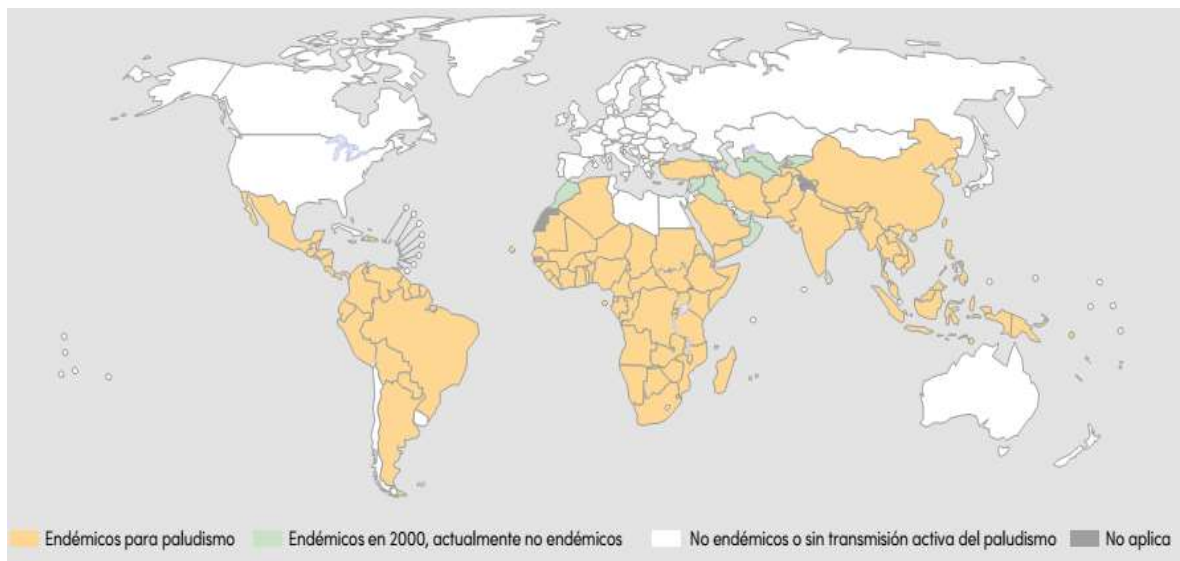 Endémicos para paludismo Endémicos en 2000, actualmente no endémicos No endémicos o sin transmisión activa del paludismo No aplica